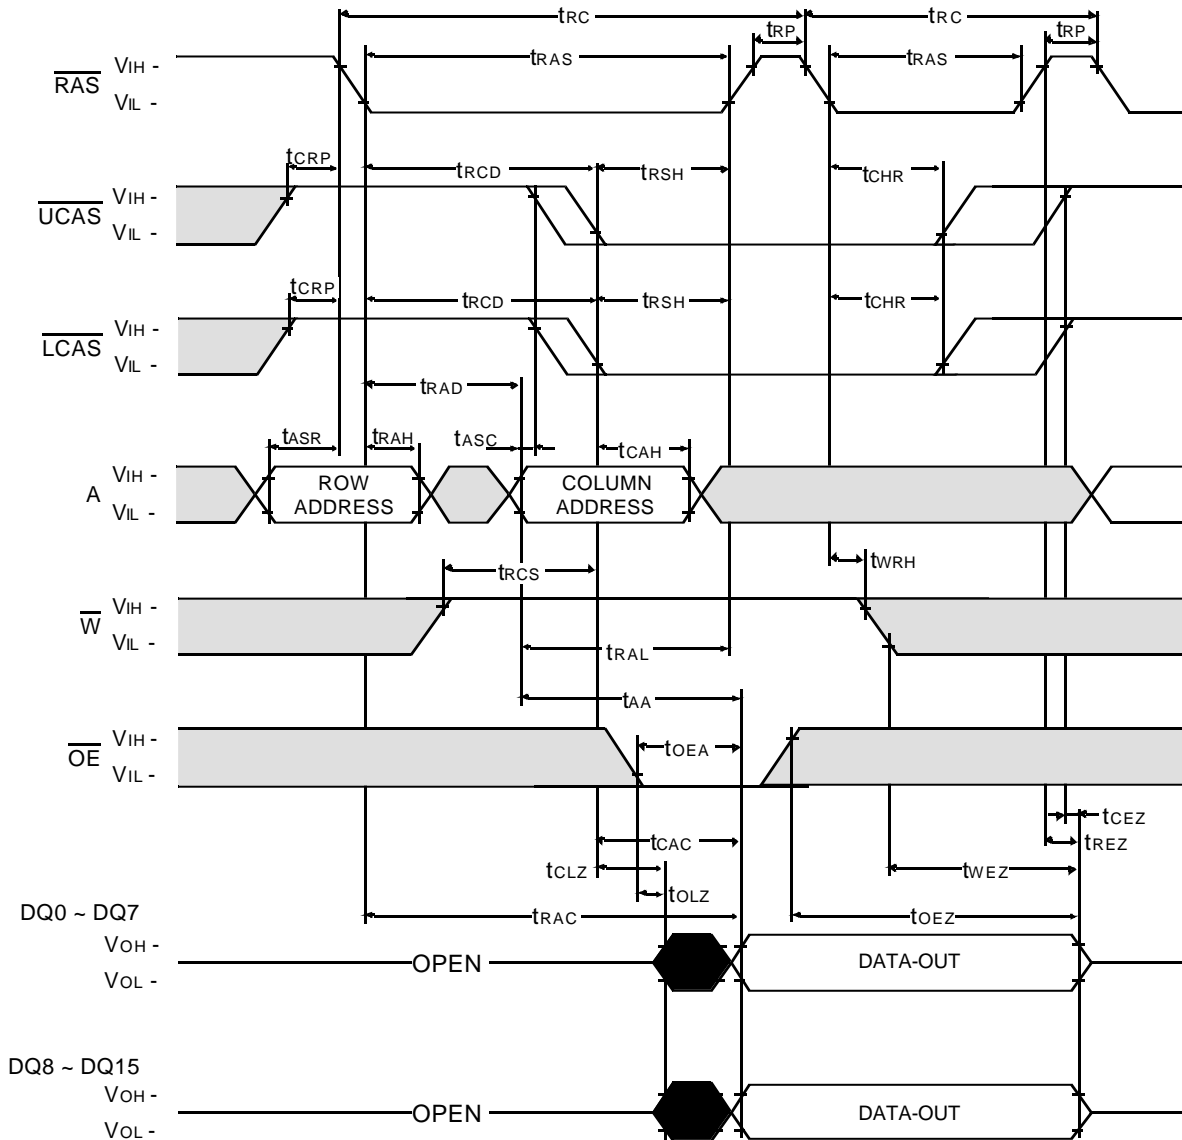 tRC tRC
tRP tRP
tRAS tRAS
RAS
VIH -
VIL -
tCRP tRCD tRSH tCHR
UCAS
VIH -
VIL -
tCRP tRCD tRSH tCHR
LCAS
VIH -
VIL -
tRAD
tASR tRAH tASC tCAH
A
VIH -
VIL -
ROW
ADDRESS
COLUMN
ADDRESS
tRCS tWRH
W
VIH -
VIL -
tRAL
tAA
OE
VIH -
VIL -
tOEA
tCEZ
tCAC tREZ
tCLZ tWEZ
tOLZ
tRAC tOEZ
DQ0 ~ DQ7
VOH -
VOL -
OPEN DATA-OUT
DQ8 ~ DQ15
VOH -
VOL -
OPEN DATA-OUT